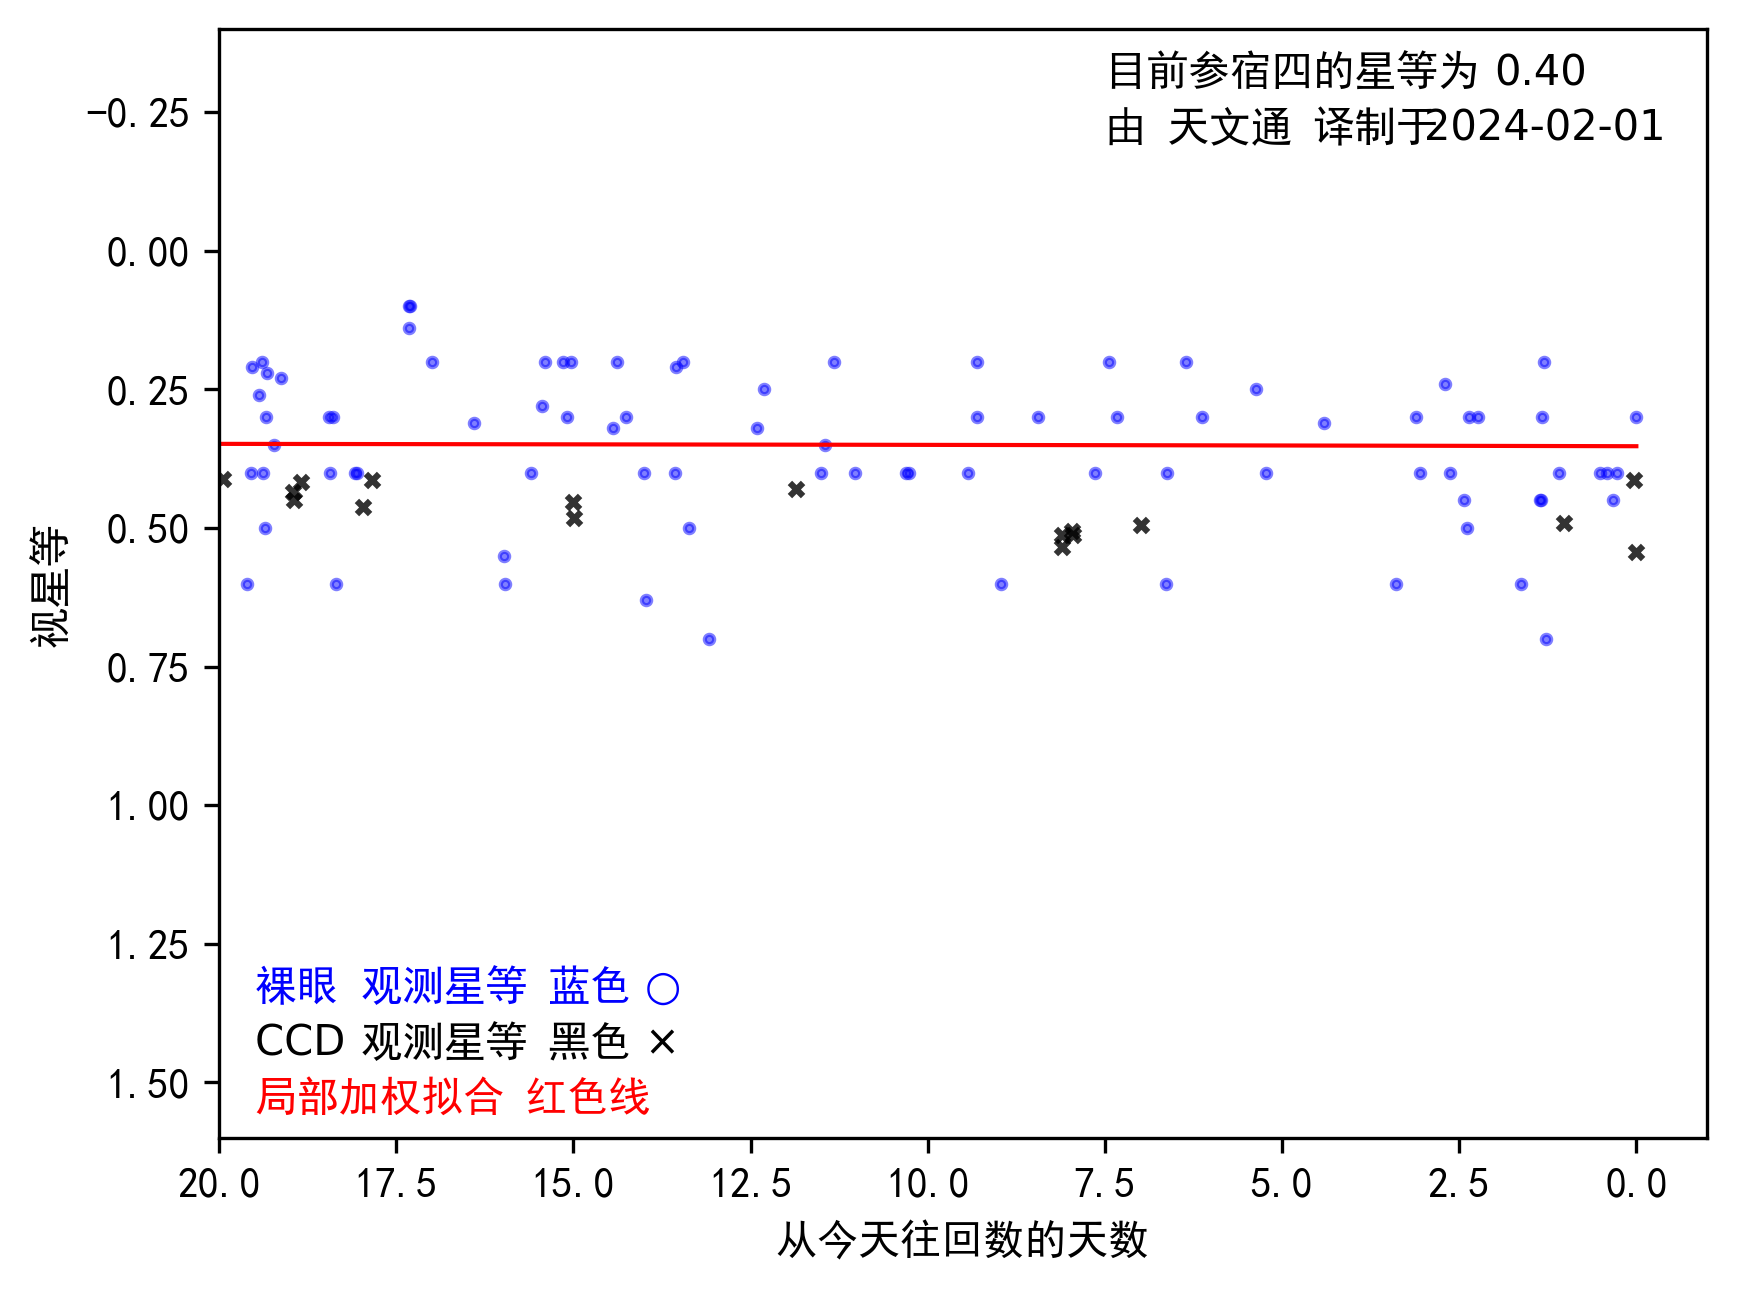 目前参宿四的星等为 0.40
由 天文通 译制于2024-02-01
−0.25
0.00
0.25
0.50
0.75
1.00
1.25
1.50
视星等
裸眼 观测星等 蓝色 ○
CCD 观测星等 黑色 ×
局部加权拟合 红色线
20.0 17.5 15.0 12.5 10.0 7.5 5.0 2.5 0.0
从今天往回数的天数